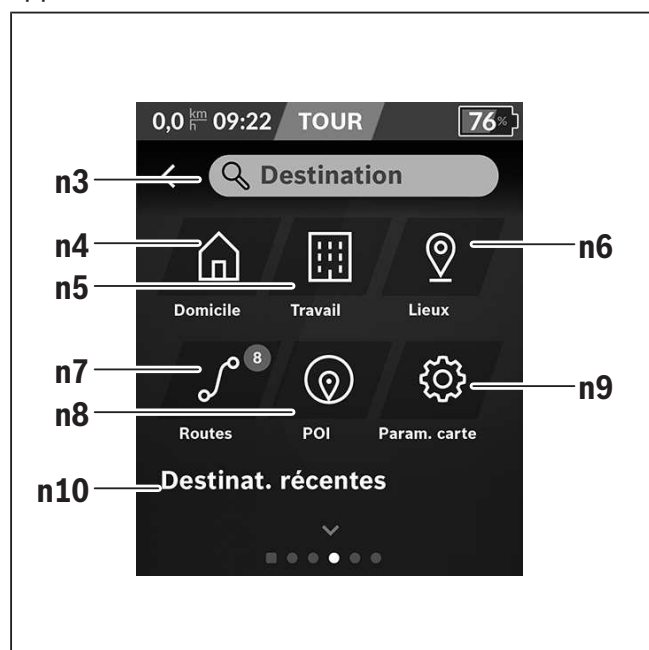 0,0 km/h 09:22 TOUR 76%
n3 Destination
n4
n5
n6
Domicile Travail Lieux
n7 8
n8
n9
Routes POI Param. carte
n10 Destinat. récentes